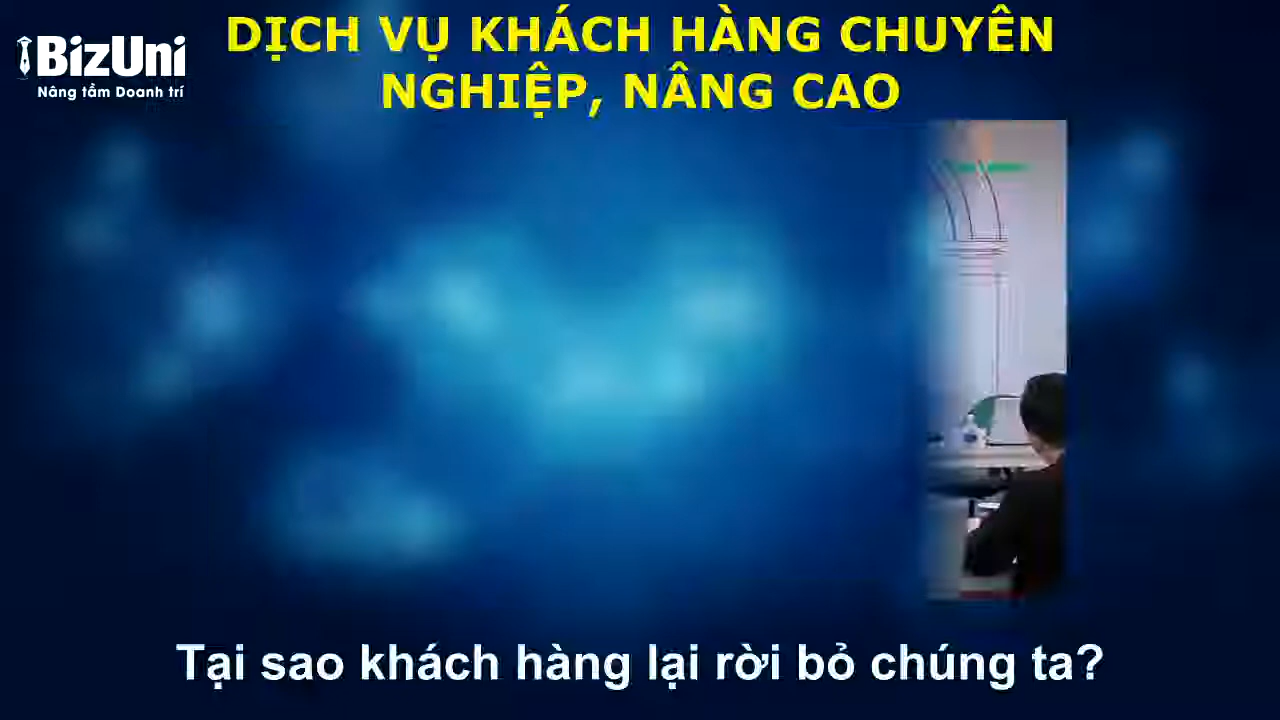 BizUni
Nâng tầm Doanh trí
DỊCH VỤ KHÁCH HÀNG CHUYÊN
NGHIỆP, NÂNG CAO
Tại sao khách hàng lại rời bỏ chúng ta?